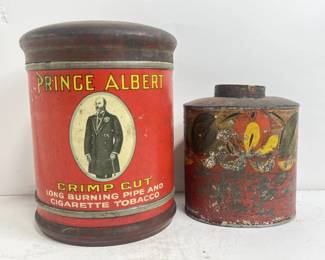 PRINCE ALBERT
CRIMP CUT
LONG BURNING PIPE AND
CIGARETTE TOBACCO